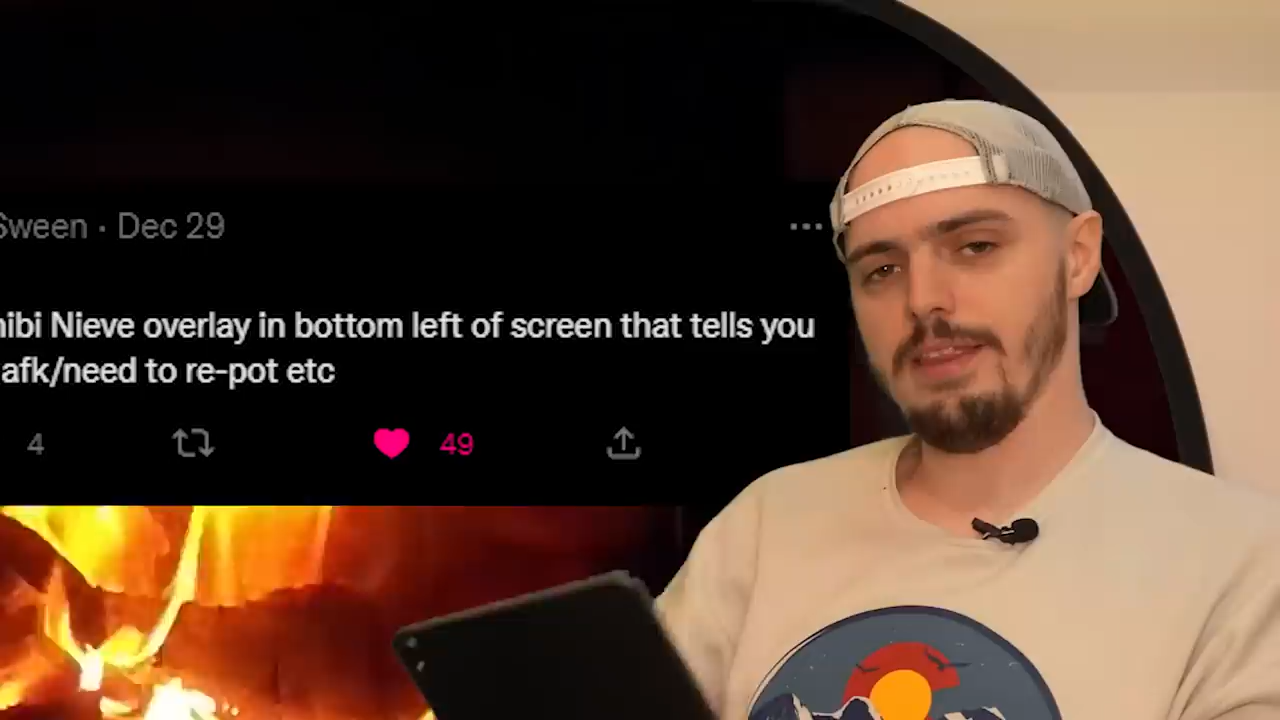 Sween · Dec 29
hibi Nieve overlay in bottom left of screen that tells you
afk/need to re-pot etc
4
49